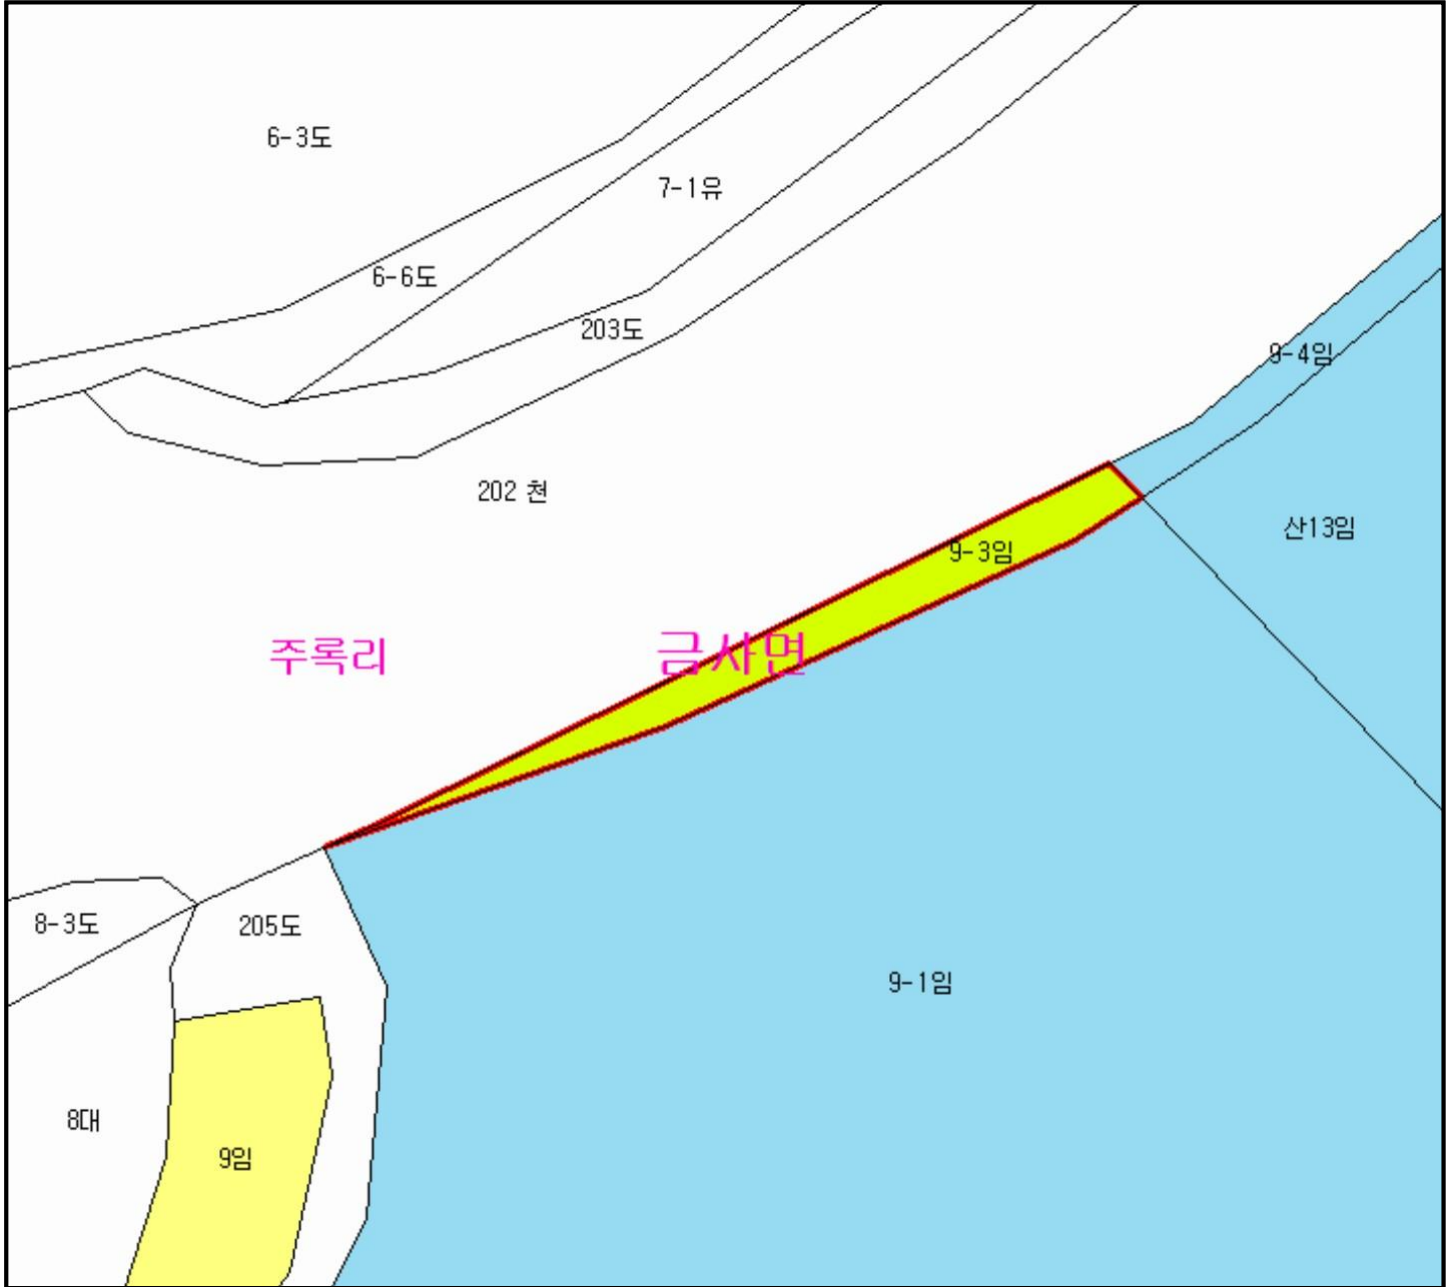 6-3도
7-1유
6-6도
203도
9-4임
202 천
산13임
9-3임
주록리
금사면
8-3도
205도
9-1임
8대
9임